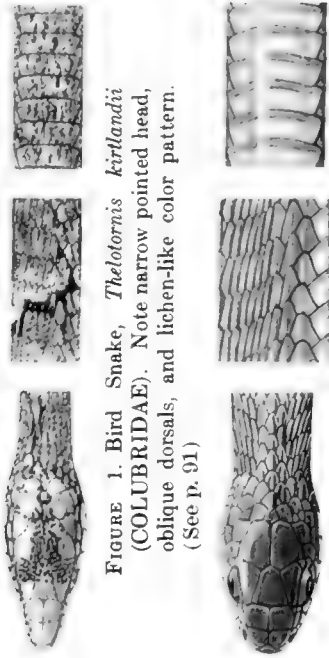 FIGURE 1. Bird Snake, Thelotornis kirtlandii
(COLUBRIDAE). Note narrow pointed head,
oblique dorsals, and lichen-like color pattern.
(See p. 91)